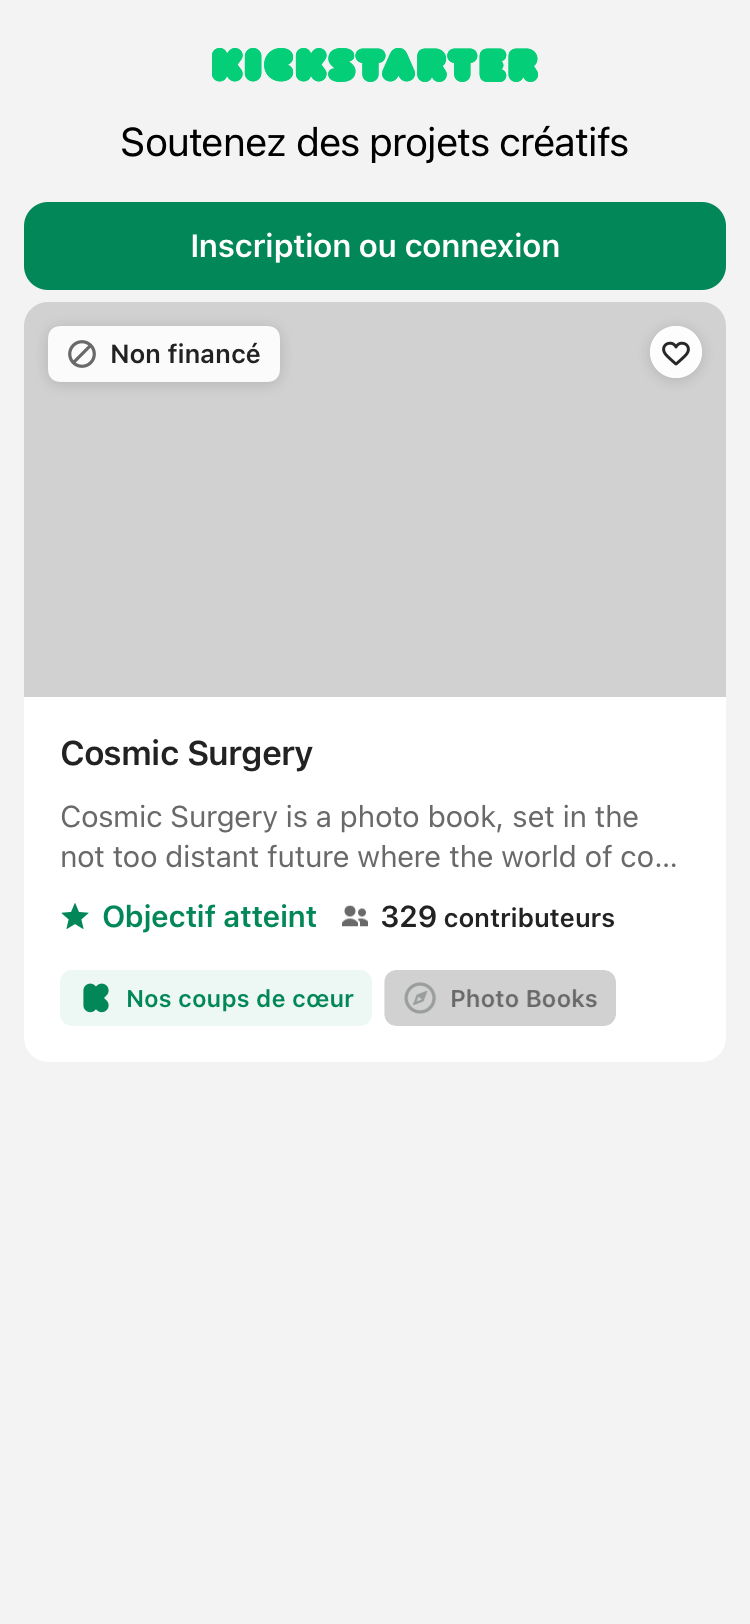 KICKSTARTER
Soutenez des projets créatifs
Inscription ou connexion
Non financé
Cosmic Surgery
Cosmic Surgery is a photo book, set in the
not too distant future where the world of co...
Objectif atteint 329 contributeurs
Nos coups de cœur Photo Books